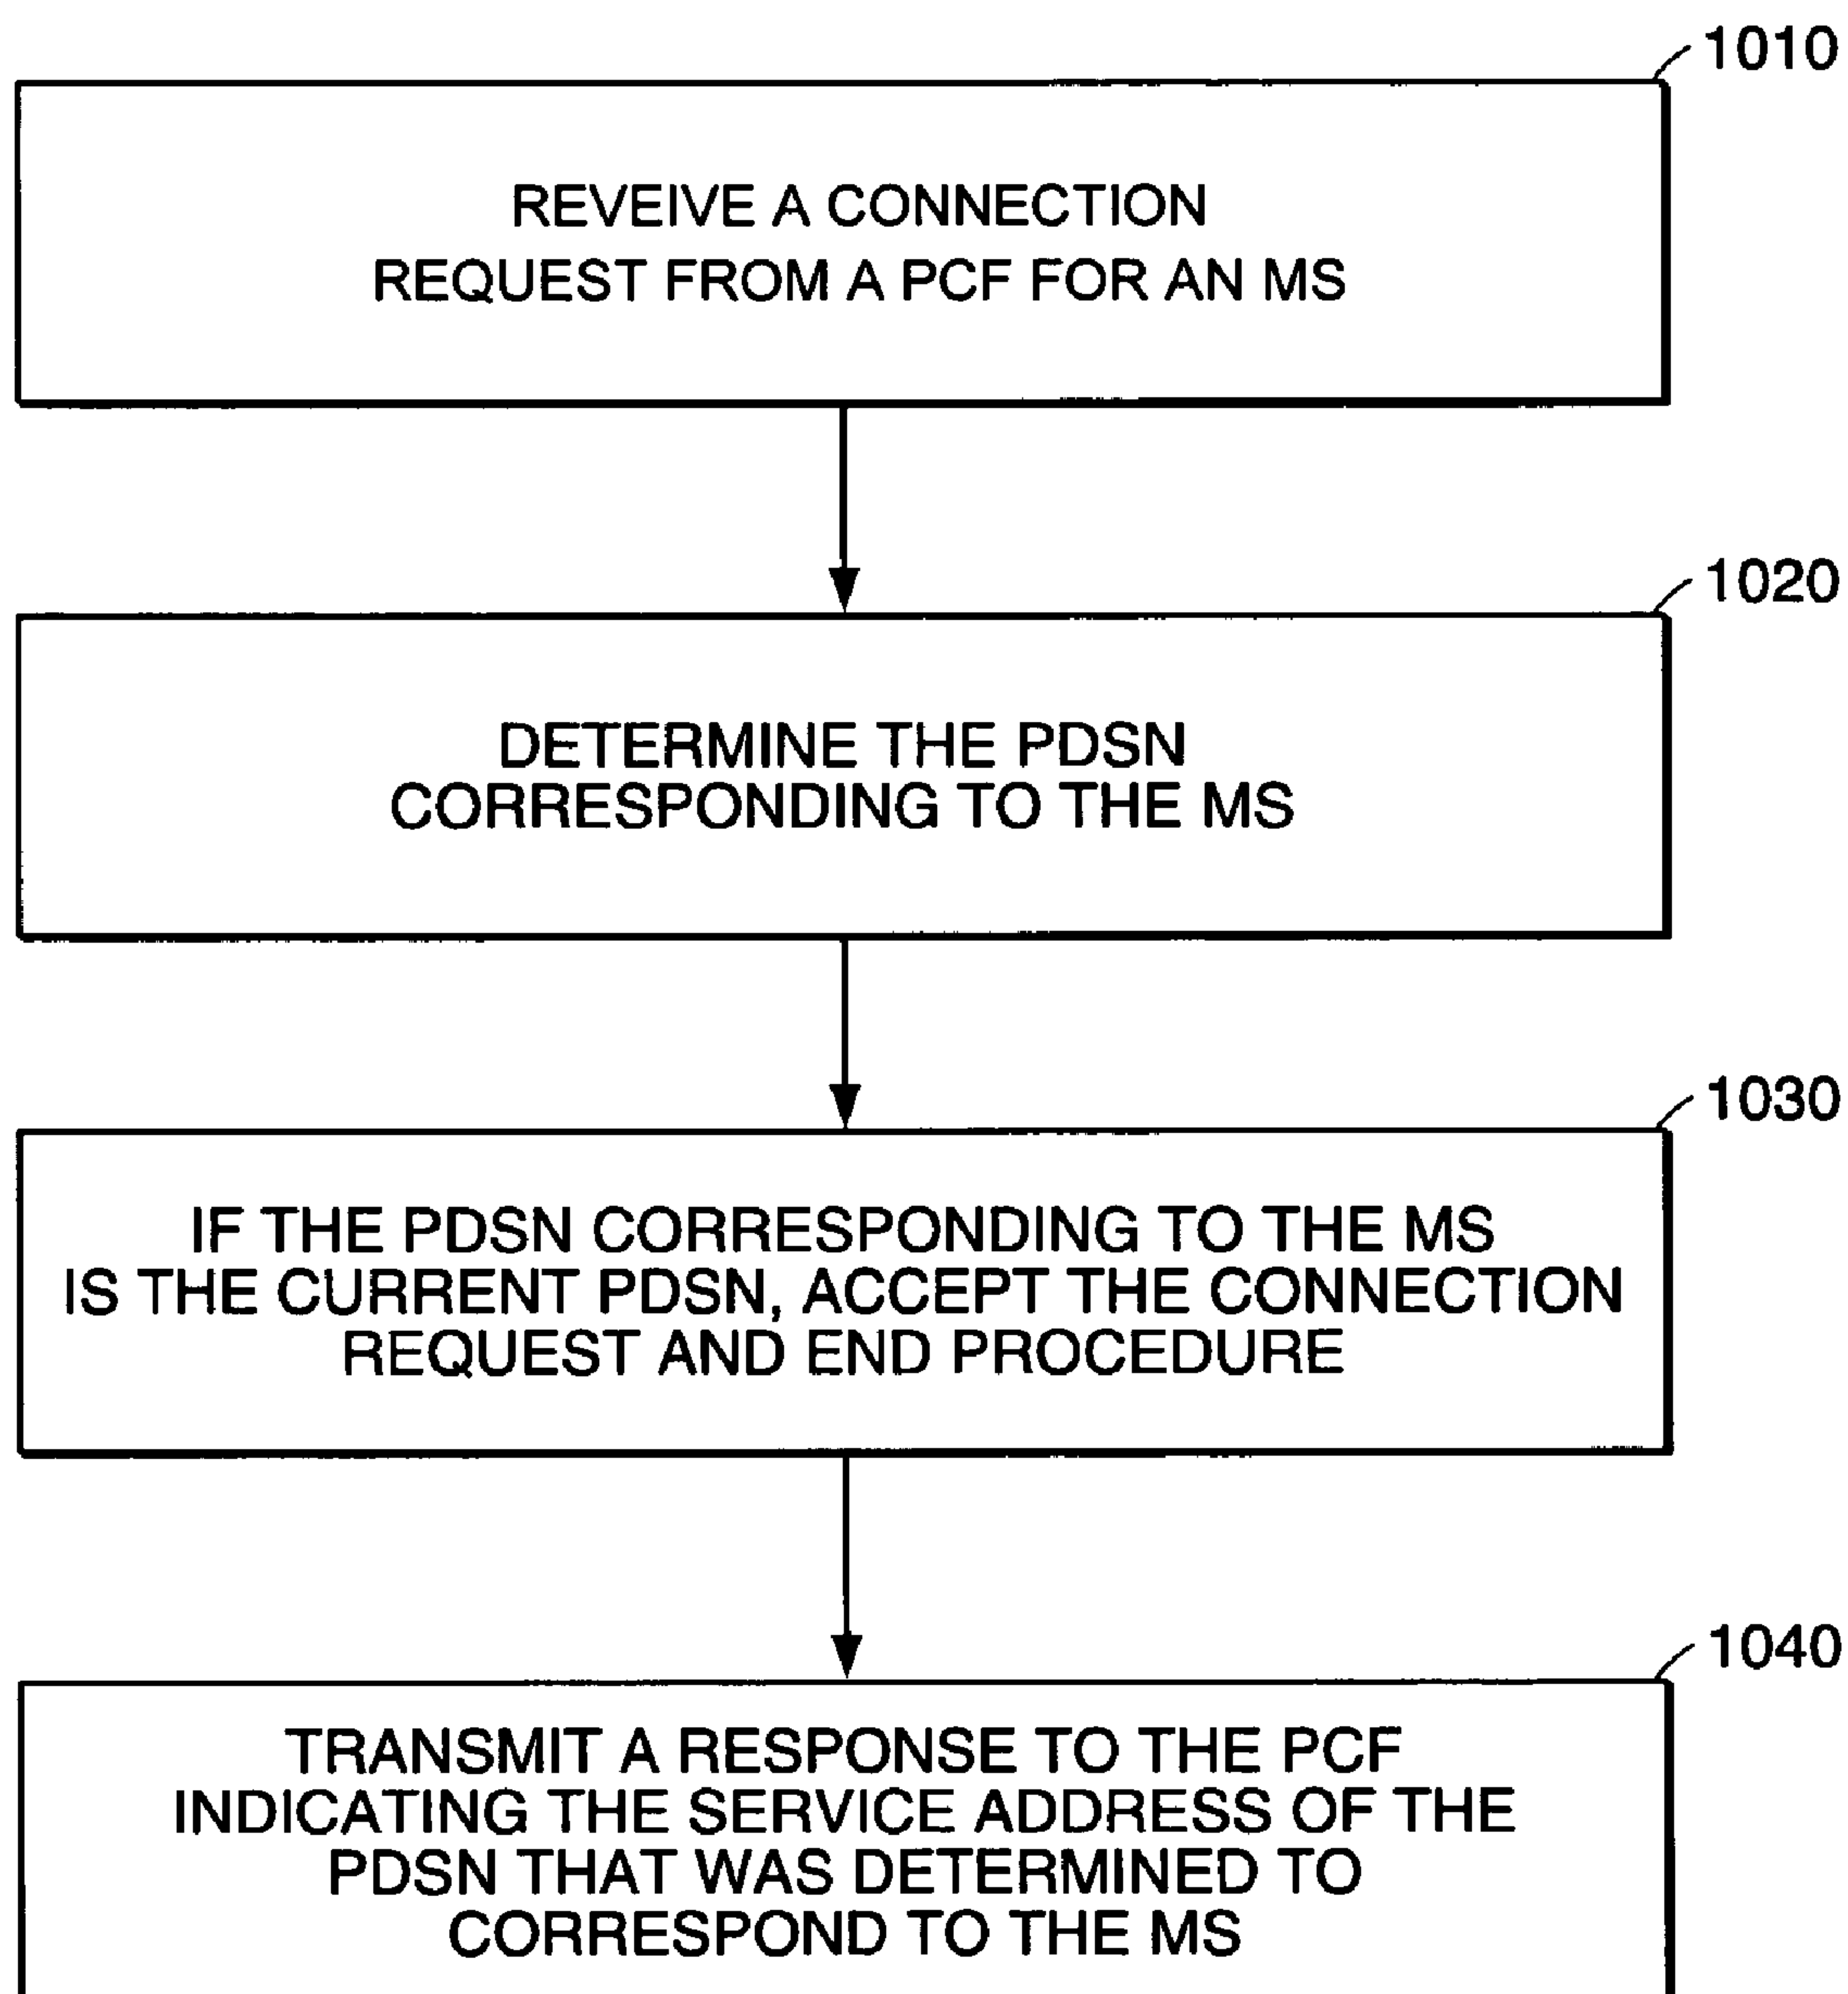 1010
REVEIVE A CONNECTION
REQUEST FROM A PCF FOR AN MS
1020
DETERMINE THE PDSN
CORRESPONDING TO THE MS
1030
IF THE PDSN CORRESPONDING TO THE MS
IS THE CURRENT PDSN, ACCEPT THE CONNECTION
REQUEST AND END PROCEDURE
1040
TRANSMIT A RESPONSE TO THE PCF
INDICATING THE SERVICE ADDRESS OF THE
PDSN THAT WAS DETERMINED TO
CORRESPOND TO THE MS